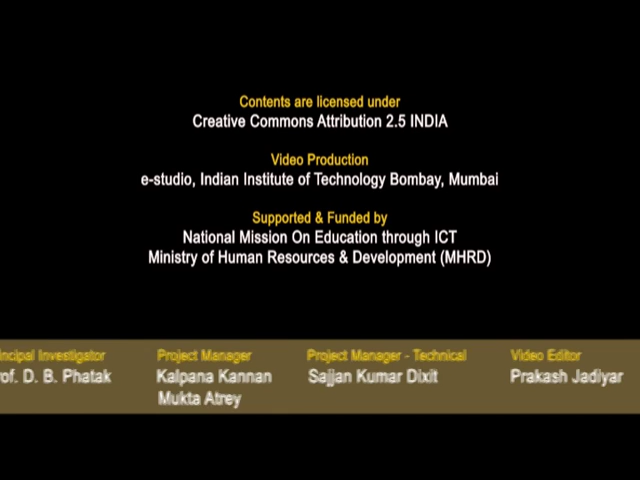 Contents are licensed under
Creative Commons Attribution 2.5 INDIA
Video Production
e-studio, Indian Institute of Technology Bombay, Mumbai
Supported & Funded by
National Mission On Education through ICT
Ministry of Human Resources & Development (MHRD)
Investigator Project Manager Project Manager - Technical Video Editor
D. B. Phatak Kalpana Kannan Sajjan Kumar Dixit Prakash Jadiyar
Mukta Atrey